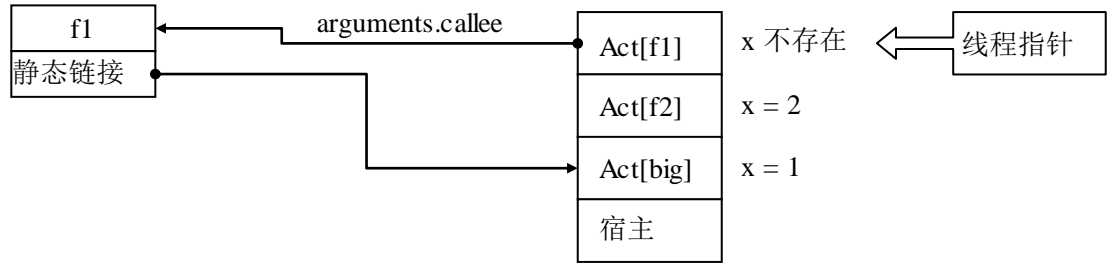 f1
静态链接
arguments.callee
Act[f1]
x 不存在
线程指针
Act[f2]
x = 2
Act[big]
x = 1
宿主